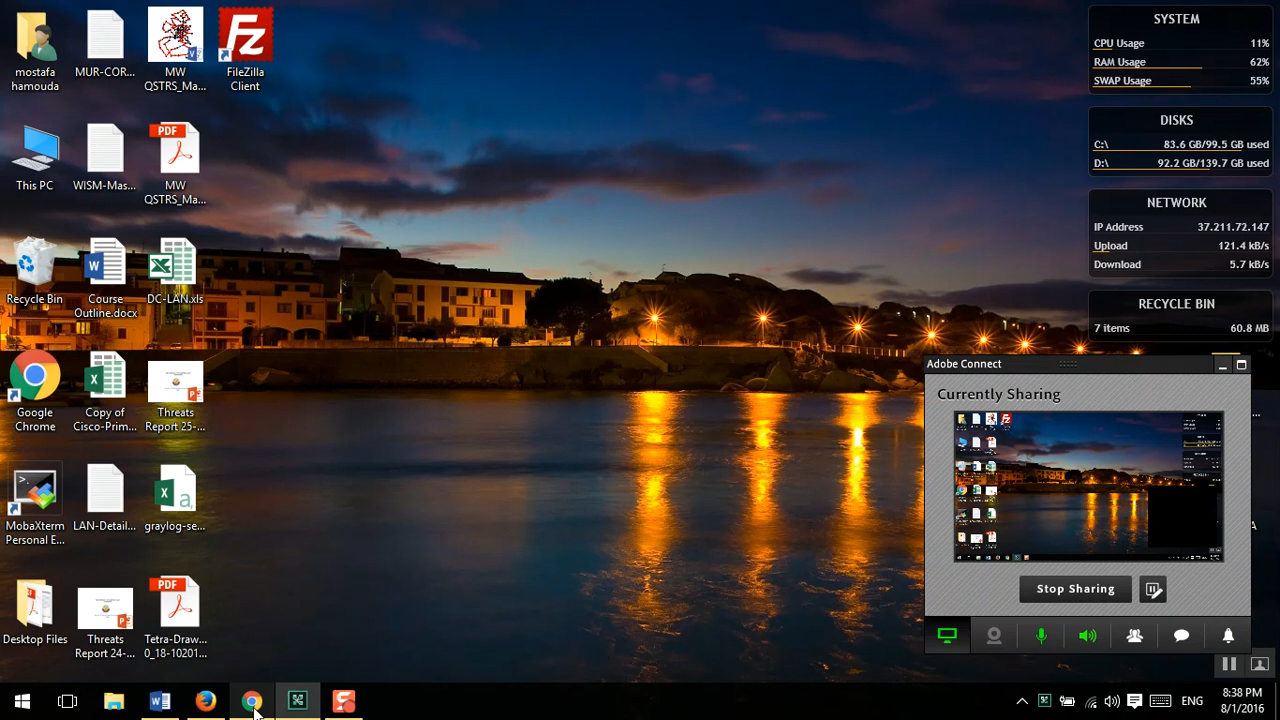 mostafa
hamouda
MUR-COR...
MW
QSTRS_Ma...
FileZilla
Client
This PC
WISM-Mas...
PDF
MW
QSTRS_Ma...
Recycle Bin
Course
Outline.docx
DC-LAN.xls
Google
Chrome
Copy of
Cisco-Prim...
Threats
Report 25-...
MobaXterm
Personal E...
LAN-Detail...
graylog-se...
Desktop Files
Threats
Report 24-...
PDF
Tetra-Draw...
0_18-10201...
SYSTEM
CPU Usage 11%
RAM Usage 62%
SWAP Usage 55%
DISKS
C:\ 83.6 GB/99.5 GB used
D:\ 92.2 GB/139.7 GB used
NETWORK
IP Address 37.211.72.147
Upload 121.4 kB/s
Download 5.7 kB/s
RECYCLE BIN
7 items 60.8 MB
Adobe Connect
Currently Sharing
Stop Sharing
ENG
8:38 PM
8/1/2016